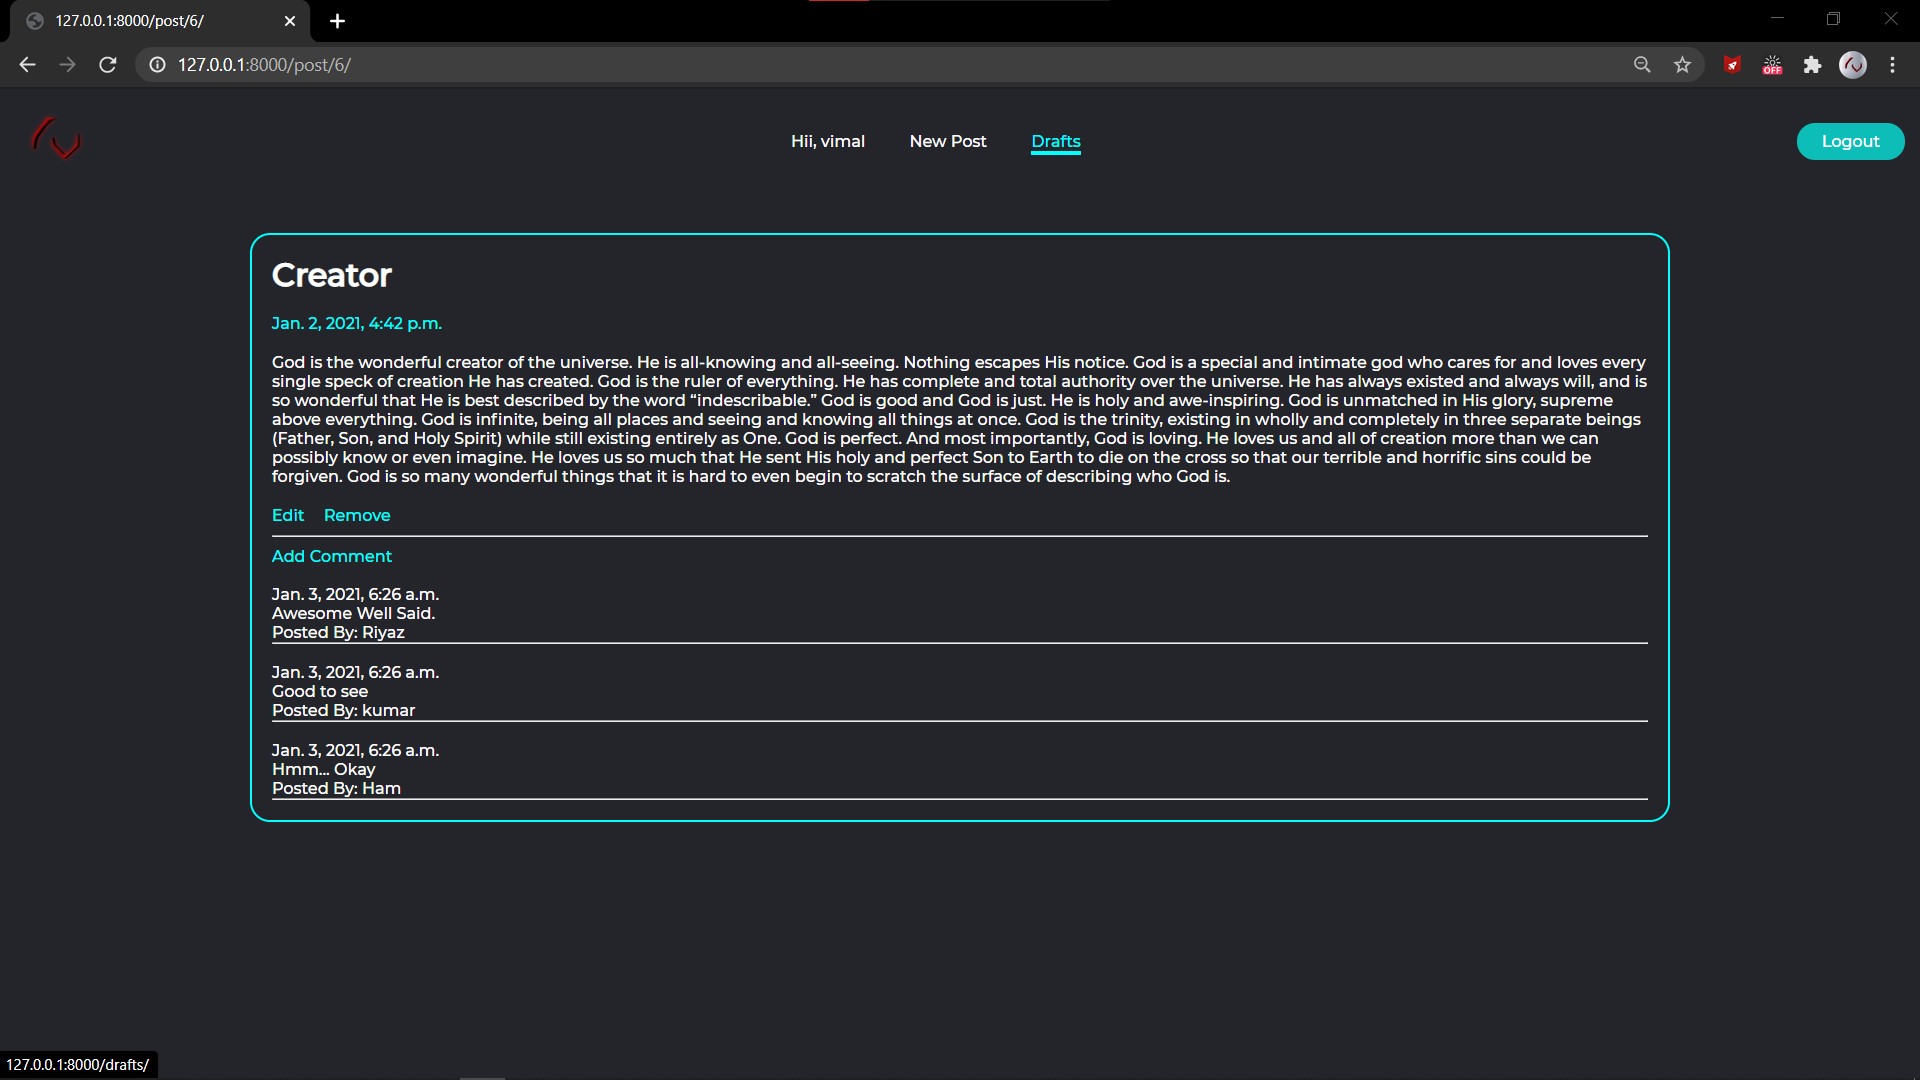 127.0.0.1:8000/post/6/
127.0.0.1:8000/post/6/
OFF
Hii, vimal New Post Drafts Logout
Creator
Jan. 2, 2021, 4:42 p.m.
God is the wonderful creator of the universe. He is all-knowing and all-seeing. Nothing escapes His notice. God is a special and intimate god who cares for and loves every
single speck of creation He has created. God is the ruler of everything. He has complete and total authority over the universe. He has always existed and always will, and is
so wonderful that He is best described by the word “indescribable.” God is good and God is just. He is holy and awe-inspiring. God is unmatched in His glory, supreme
above everything. God is infinite, being all places and seeing and knowing all things at once. God is the trinity, existing in wholly and completely in three separate beings
(Father, Son, and Holy Spirit) while still existing entirely as One. God is perfect. And most importantly, God is loving. He loves us and all of creation more than we can
possibly know or even imagine. He loves us so much that He sent His holy and perfect Son to Earth to die on the cross so that our terrible and horrific sins could be
forgiven. God is so many wonderful things that it is hard to even begin to scratch the surface of describing who God is.
Edit Remove
Add Comment
Jan. 3, 2021, 6:26 a.m.
Awesome Well Said.
Posted By: Riyaz
Jan. 3, 2021, 6:26 a.m.
Good to see
Posted By: kumar
Jan. 3, 2021, 6:26 a.m.
Hmm... Okay
Posted By: Ham
127.0.0.1:8000/drafts/